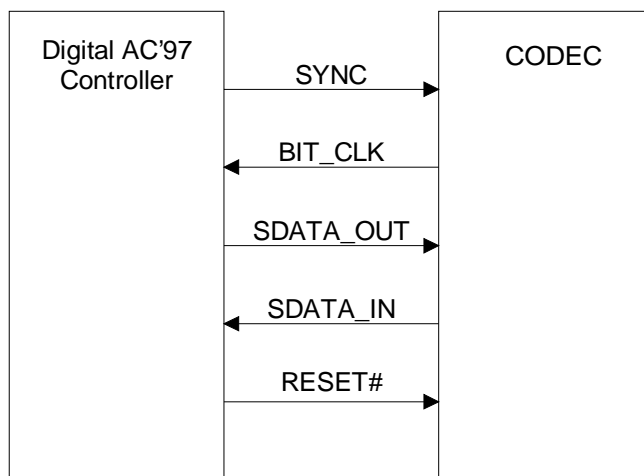 Digital AC'97
Controller
CODEC
SYNC
BIT_CLK
SDATA_OUT
SDATA_IN
RESET#